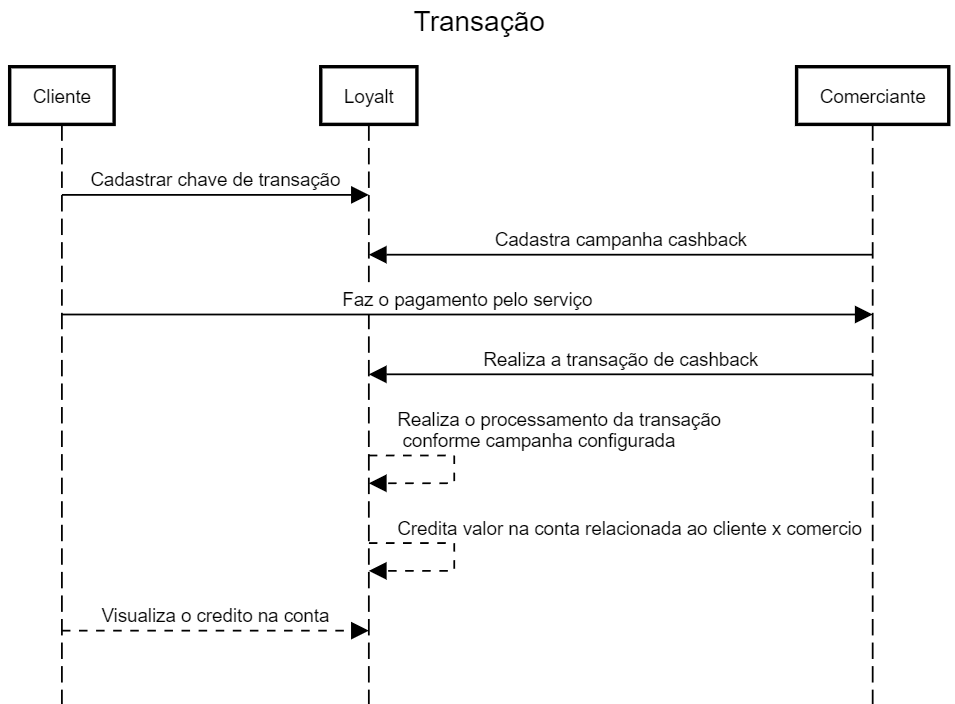 Transação
Cliente
Loyalt
Comerciante
Cadastrar chave de transação
Cadastra campanha cashback
Faz o pagamento pelo serviço
Realiza a transação de cashback
Realiza o processamento da transação
conforme campanha configurada
Credita valor na conta relacionada ao cliente x comercio
Visualiza o credito na conta